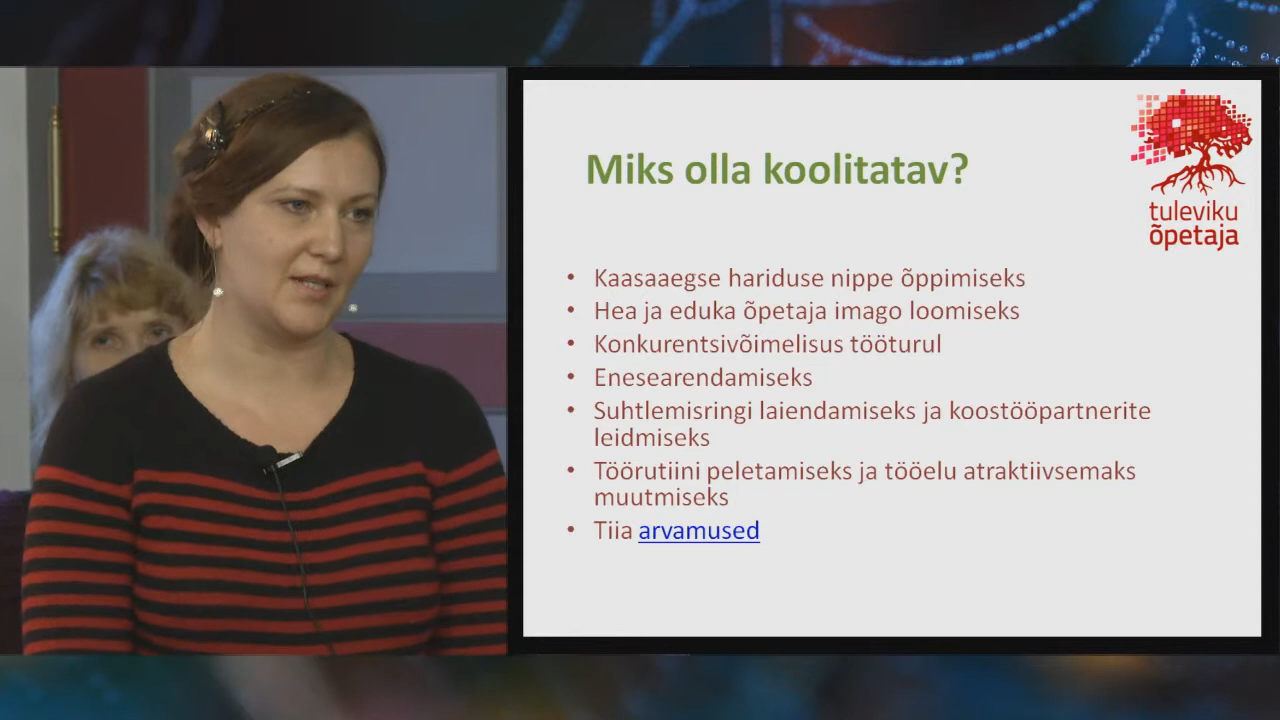 Miks olla koolitatav?
tuleviku
õpetaja
• Kaasaaegse hariduse nippe õppimiseks
• Hea ja eduka õpetaja imago loomiseks
• Konkurentsivõimelisus tööturul
• Enesearendamiseks
• Suhtlemisringi laiendamiseks ja koostööpartnerite
leidmiseks
• Töörutiini peletamiseks ja tööelu atraktiivsemaks
muutmiseks
• Tiia arvamused